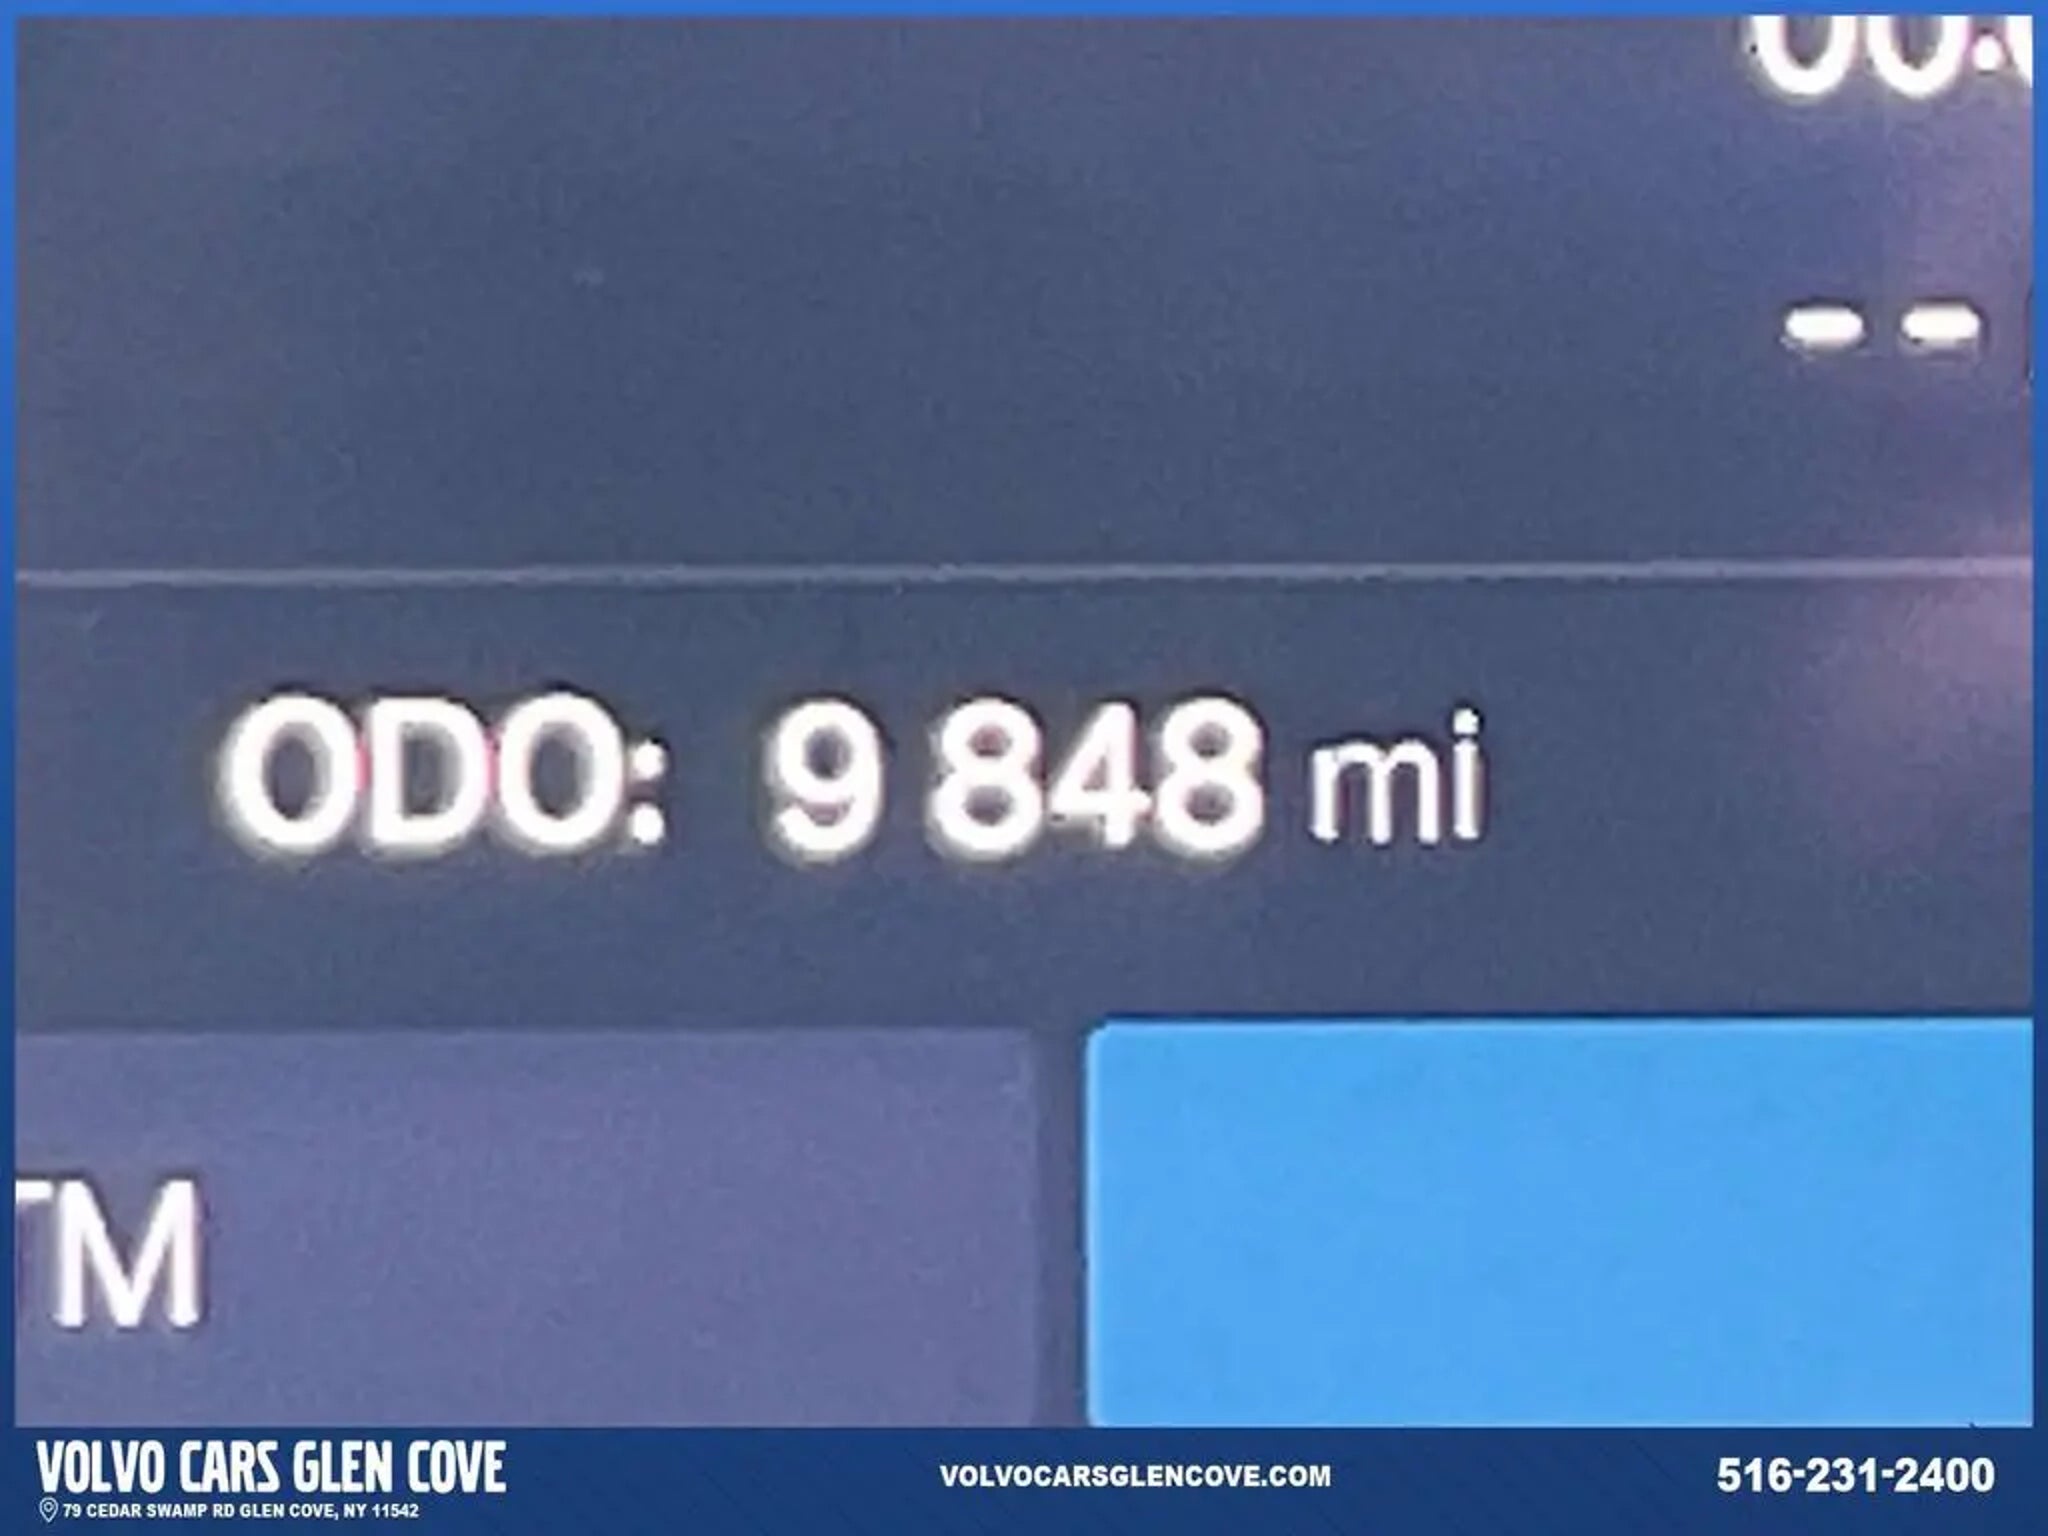 --
ODO: 9 848 mi
TM
VOLVO CARS GLEN COVE
79 CEDAR SWAMP RD GLEN COVE, NY 11542
VOLVOCARSGLENCOVE.COM
516-231-2400